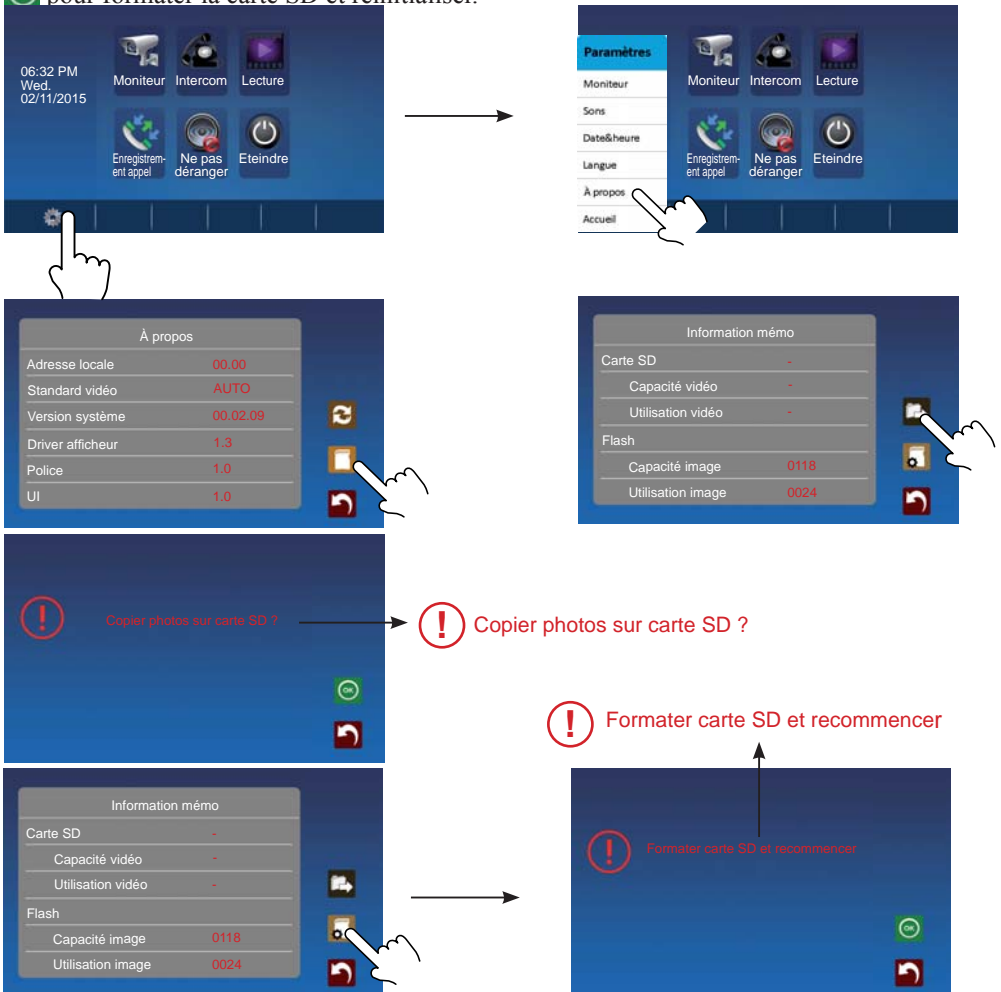 pour formater la carte SD et réinitialiser.
06:32 PM
Wed.
02/11/2015
Moniteur Intercom Lecture
Enregistrem-
ent appel
Ne pas
déranger
Eteindre
Paramètres
Moniteur
Sons
Date&heure
Langue
À propos
Accueil
Moniteur Intercom Lecture
Enregistrem-
ent appel
Ne pas
déranger
Eteindre
À propos
Adresse locale 00.00
Standard vidéo AUTO
Version système 00.02.09
Driver afficheur 1.3
Police 1.0
UI 1.0
Information mémo
Carte SD -
Capacité vidéo -
Utilisation vidéo -
Flash
Capacité image 0118
Utilisation image 0024
! Copier photos sur carte SD ?
OK
! Copier photos sur carte SD ?
! Formater carte SD et recommencer
Information mémo
Carte SD -
Capacité vidéo -
Utilisation vidéo -
Flash
Capacité image 0118
Utilisation image 0024
! Formater carte SD et recommencer
OK